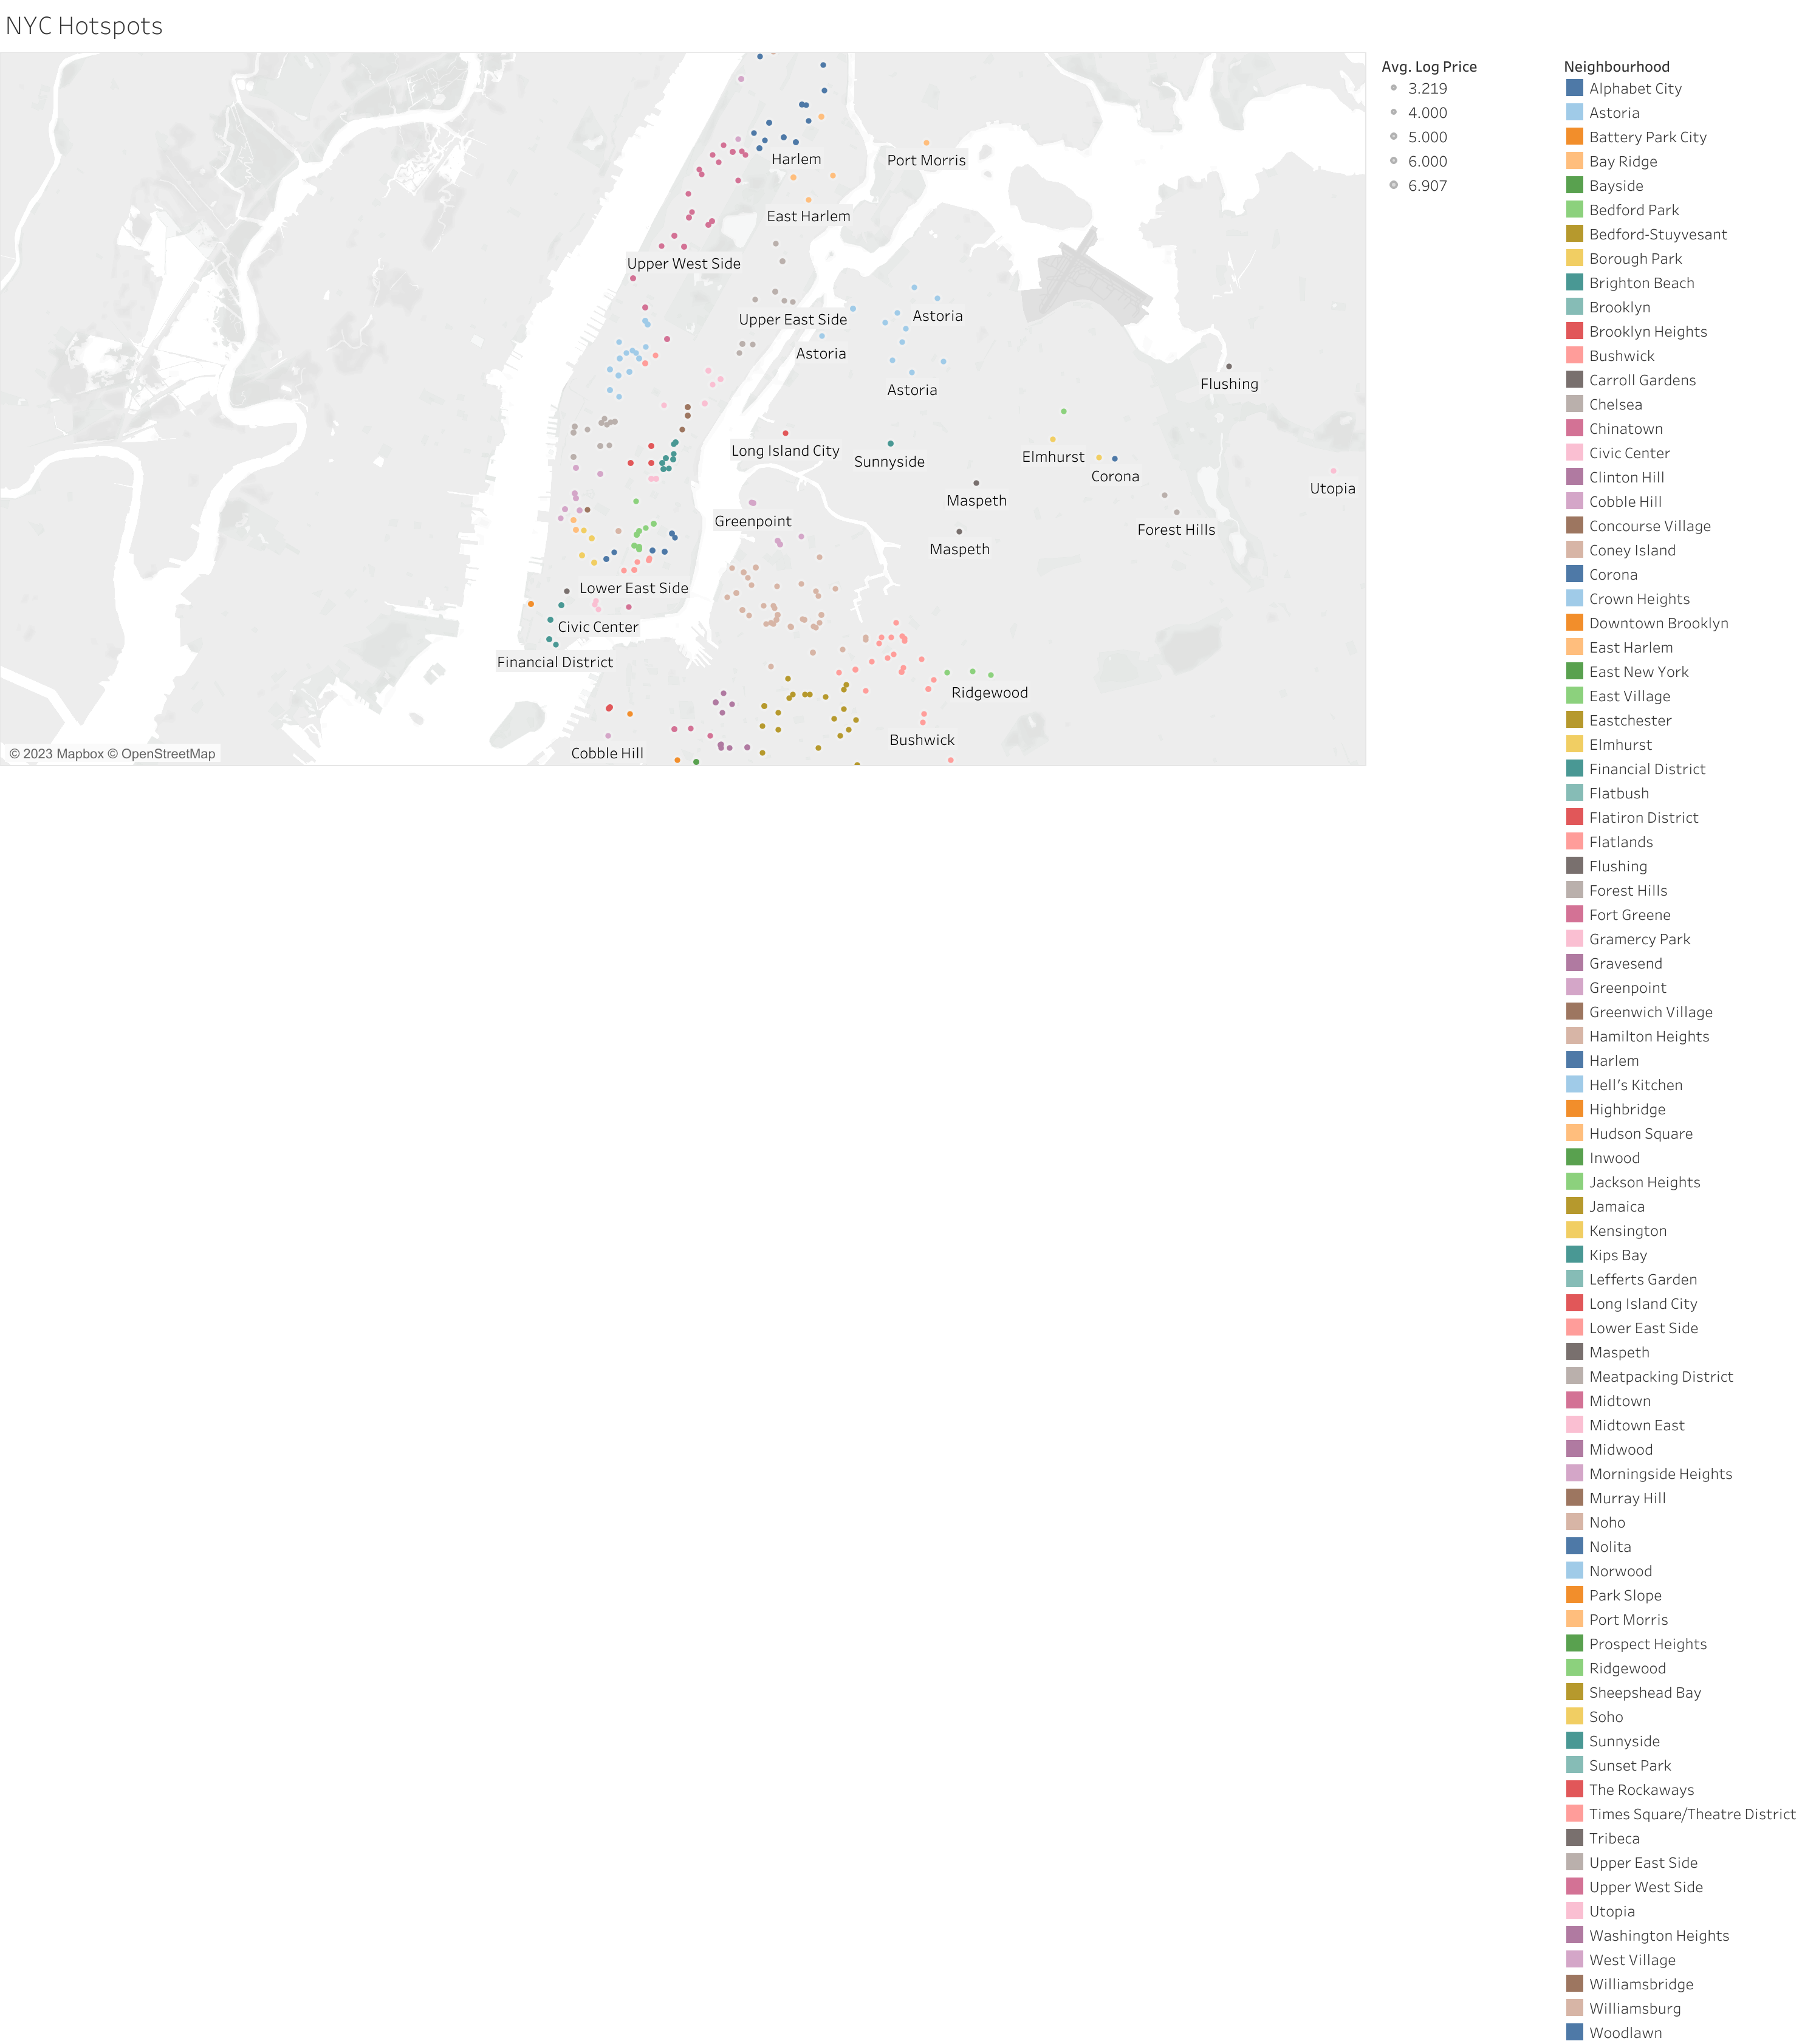 NYC Hotspots
Harlem
Port Morris
East Harlem
Upper West Side
Upper East Side
Astoria
Astoria
Astoria
Flushing
Long Island City
Sunnyside
Elmhurst
Corona
Utopia
Maspeth
Greenpoint
Forest Hills
Maspeth
Lower East Side
Civic Center
Financial District
Ridgewood
Bushwick
Cobble Hill
© 2023 Mapbox © OpenStreetMap
Avg. Log Price
3.219
4.000
5.000
6.000
6.907
Neighbourhood
Alphabet City
Astoria
Battery Park City
Bay Ridge
Bayside
Bedford Park
Bedford-Stuyvesant
Borough Park
Brighton Beach
Brooklyn
Brooklyn Heights
Bushwick
Carroll Gardens
Chelsea
Chinatown
Civic Center
Clinton Hill
Cobble Hill
Concourse Village
Coney Island
Corona
Crown Heights
Downtown Brooklyn
East Harlem
East New York
East Village
Eastchester
Elmhurst
Financial District
Flatbush
Flatiron District
Flatlands
Flushing
Forest Hills
Fort Greene
Gramercy Park
Gravesend
Greenpoint
Greenwich Village
Hamilton Heights
Harlem
Hell's Kitchen
Highbridge
Hudson Square
Inwood
Jackson Heights
Jamaica
Kensington
Kips Bay
Lefferts Garden
Long Island City
Lower East Side
Maspeth
Meatpacking District
Midtown
Midtown East
Midwood
Morningside Heights
Murray Hill
Noho
Nolita
Norwood
Park Slope
Port Morris
Prospect Heights
Ridgewood
Sheepshead Bay
Soho
Sunnyside
Sunset Park
The Rockaways
Times Square/Theatre District
Tribeca
Upper East Side
Upper West Side
Utopia
Washington Heights
West Village
Williamsbridge
Williamsburg
Woodlawn